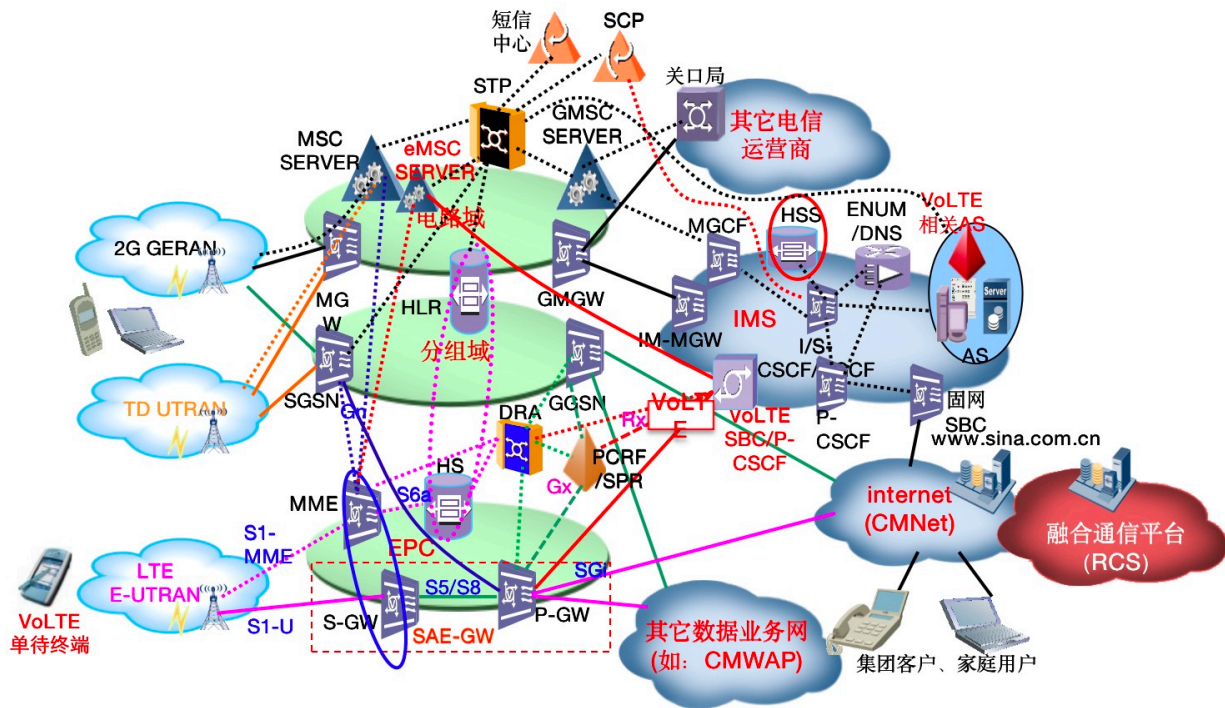 短信
中心
SCP
STP
关口局
GMSC
SERVER
MSC
SERVER
eMSC
SERVER
其它电信
运营商
电路域
2G GERAN
MGCF
HSS
ENUM
/DNS
VoLTE
相关AS
Server
MG
W
HLR
GMGW
IM-MGW
IMS
I/S-
CSCF/
CF
AS
分组域
TD UTRAN
SGSN
Gn
GGSN
DRA
Rx
VoLT
E
VoLTE
SBC/P-
CSCF
P-
CSCF
固网
SBC
www.sina.com.cn
PCRF
/SPR
Gx
HS
MME
S6a
S1-
MME
EPC
internet
(CMNet)
融合通信平台
(RCS)
LTE
E-UTRAN
VoLTE
单待终端
S1-U
S5/S8
SGi
S-GW
SAE-GW
P-GW
其它数据业务网
(如：CMWAP)
集团客户、家庭用户